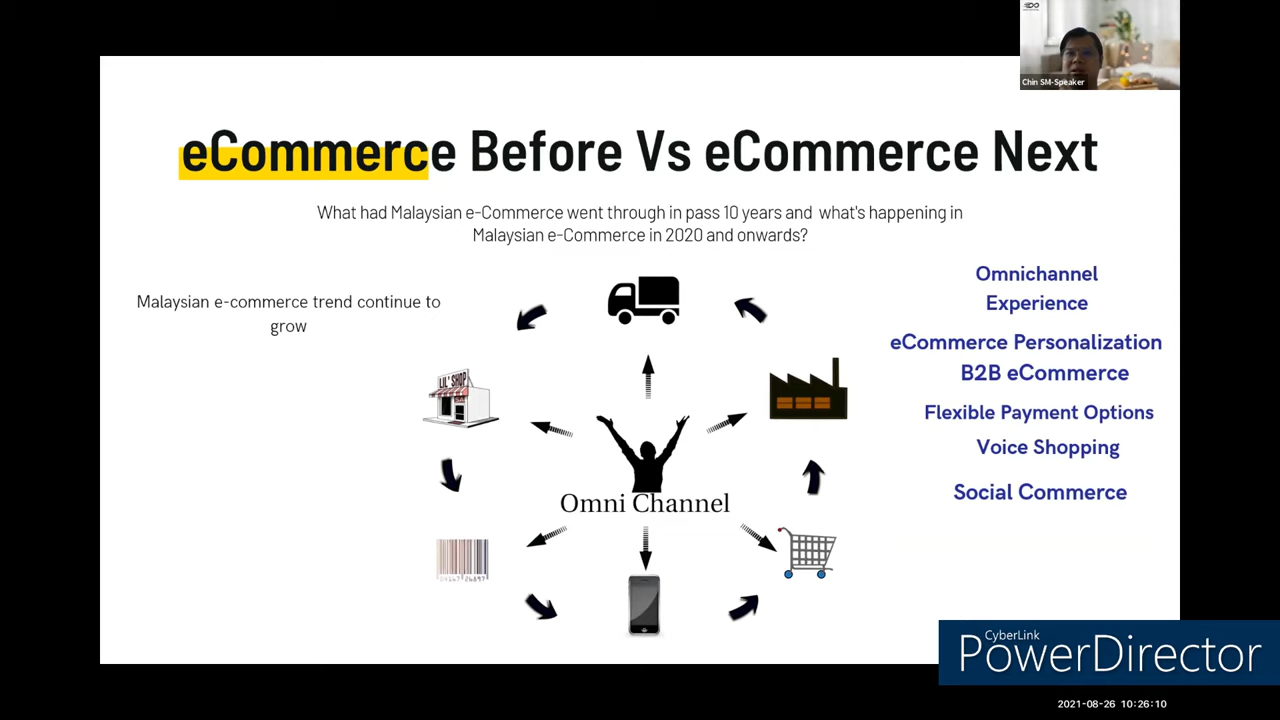 Chin SM-Speaker
eCommerce Before Vs eCommerce Next
What had Malaysian e-Commerce went through in pass 10 years and what's happening in
Malaysian e-Commerce in 2020 and onwards?
Malaysian e-commerce trend continue to
grow
Omnichannel
Experience
eCommerce Personalization
B2B eCommerce
Flexible Payment Options
Voice Shopping
Social Commerce
LIL' SHOP
Omni Channel
CyberLink
PowerDirector
2021-08-26 10:26:10